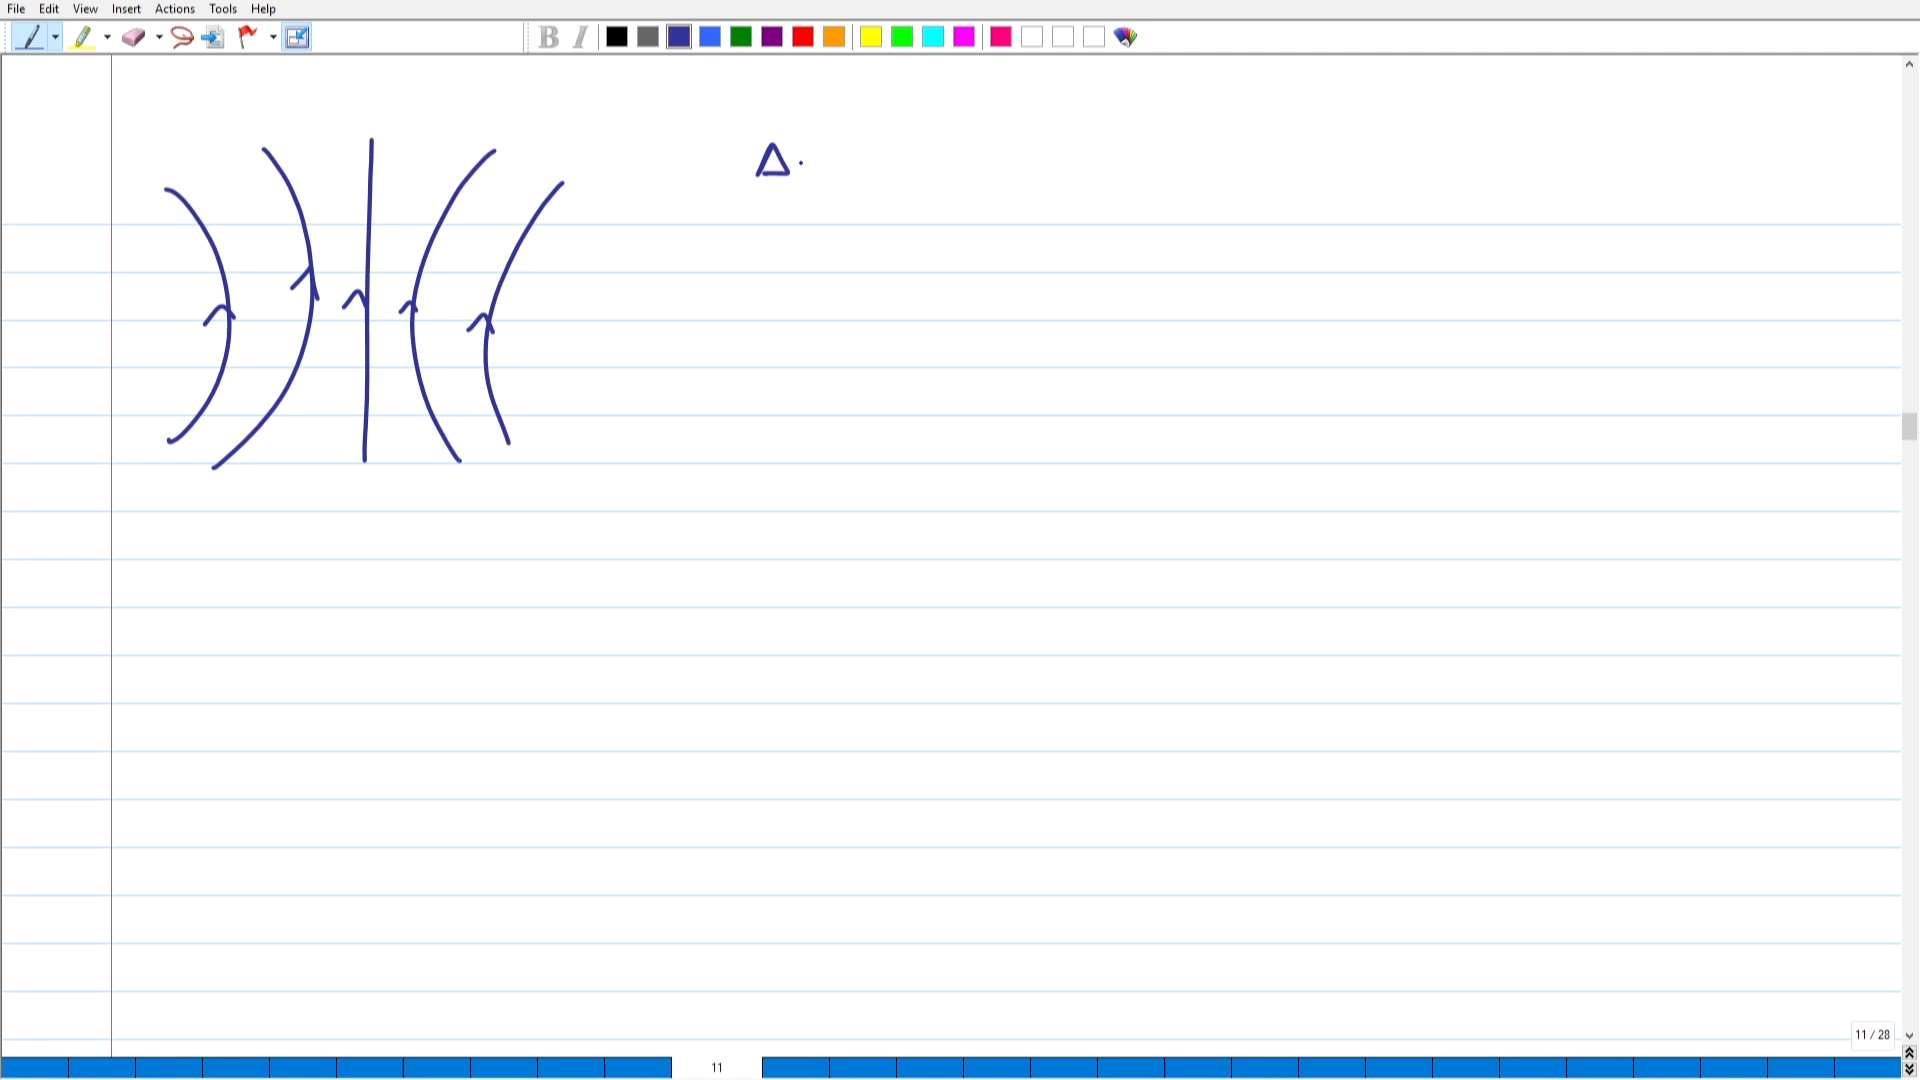 File Edit View Insert Actions Tools Help
B I
Δ.
11 / 28
11